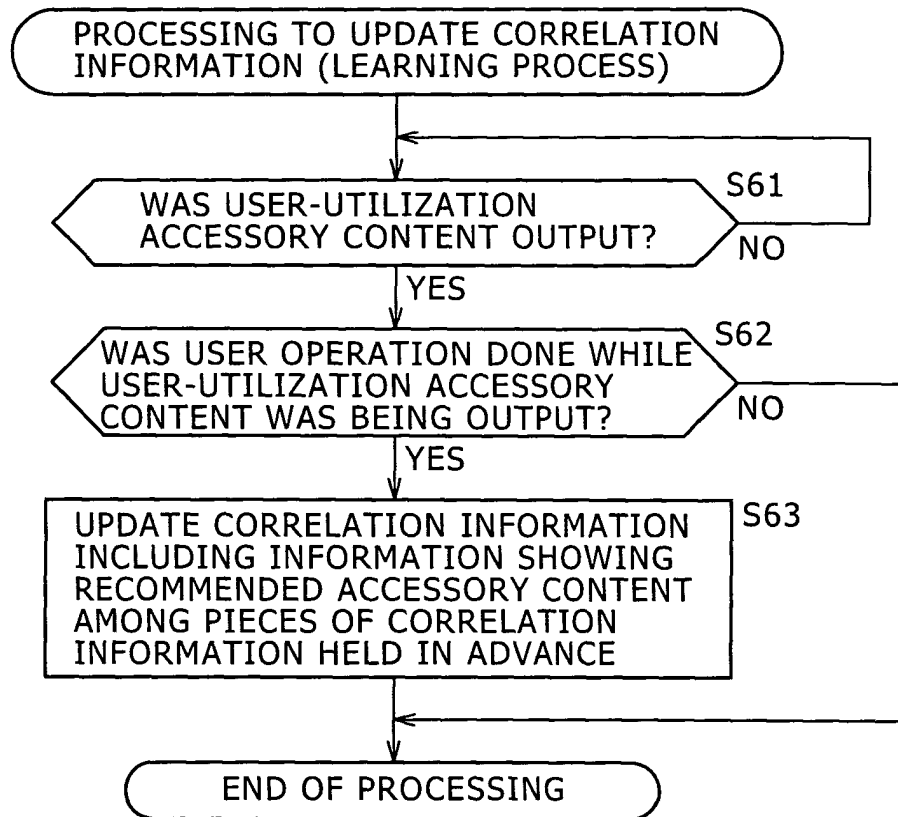 PROCESSING TO UPDATE CORRELATION
INFORMATION (LEARNING PROCESS)
S61
WAS USER-UTILIZATION
ACCESSORY CONTENT OUTPUT?
NO
YES
S62
WAS USER OPERATION DONE WHILE
USER-UTILIZATION ACCESSORY
CONTENT WAS BEING OUTPUT?
NO
YES
S63
UPDATE CORRELATION INFORMATION
INCLUDING INFORMATION SHOWING
RECOMMENDED ACCESSORY CONTENT
AMONG PIECES OF CORRELATION
INFORMATION HELD IN ADVANCE
END OF PROCESSING